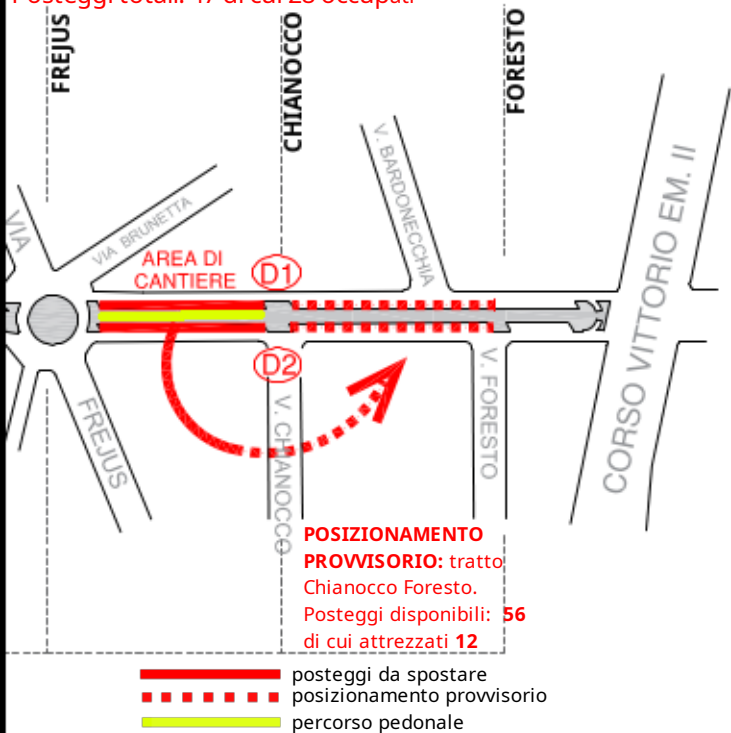 FREJUS
CHIANOCCO
FORESTO
V. BARDONECCHIA
CORSO VITTORIO EM. II
VIA
VIA BRUNETTA
AREA DI
CANTIERE
D1
D2
FREJUS
V. CHIANOCCO
V. FORESTO
POSIZIONAMENTO
PROVVISORIO: tratto
Chianocco Foresto.
Posteggi disponibili: 56
di cui attrezzati 12
posteggi da spostare
posizionamento provvisorio
percorso pedonale